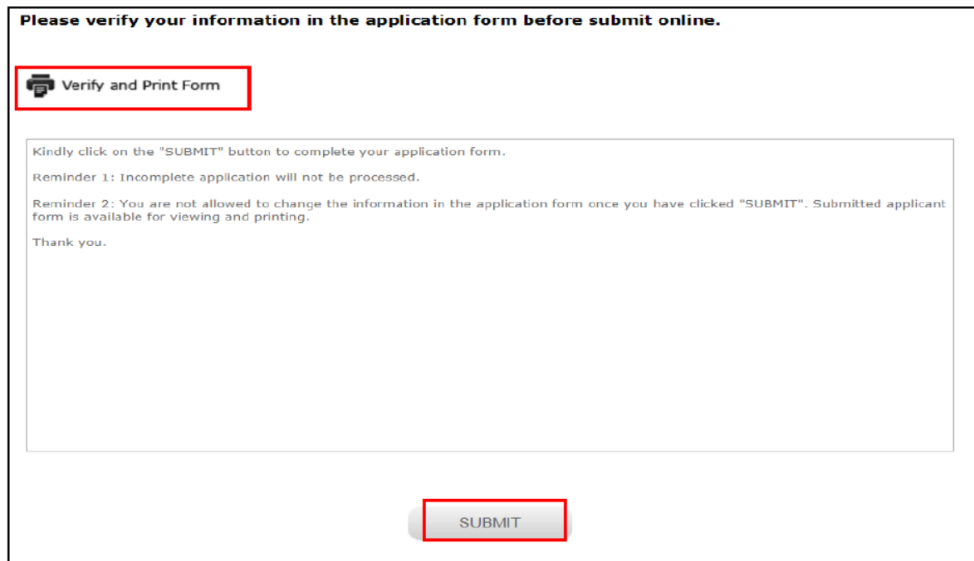 Please verify your information in the application form before submit online.
Verify and Print Form
Kindly click on the "SUBMIT" button to complete your application form.
Reminder 1: Incomplete application will not be processed.
Reminder 2: You are not allowed to change the information in the application form once you have clicked "SUBMIT". Submitted applicant
form is available for viewing and printing.
Thank you.
SUBMIT